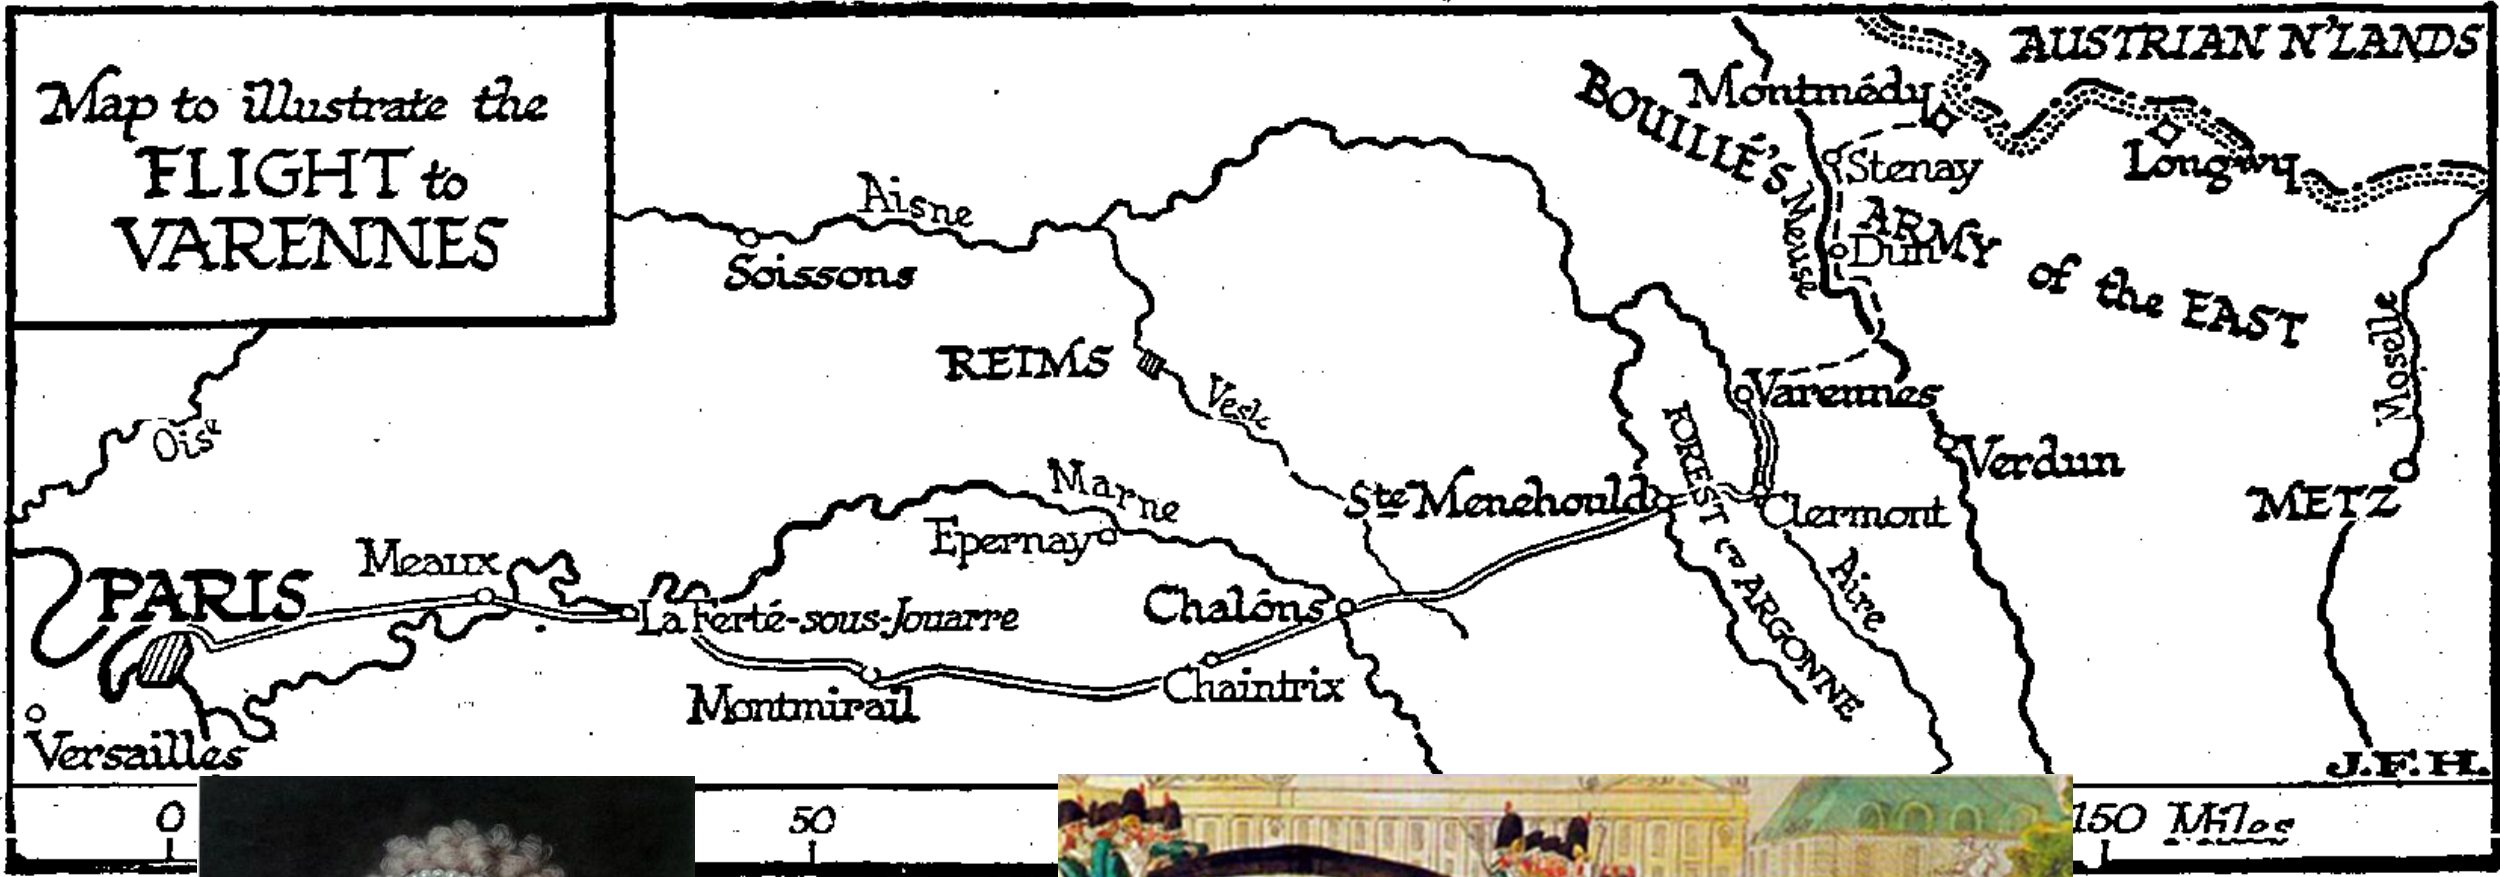 Map to illustrate the
FLIGHT to
VARENNES
AUSTRIAN N'LANDS
Montmédy
BOUILLÉ'S
ARMY of the EAST
Longwy
Stenay
Meuse
Dun
Aisne
Soissons
REIMS
Vesle
Varennes
Moselle
Oise
Verdun
METZ
FOREST of ARGONNE
Marne
Epernay
Ste Menehould
Clermont
Aire
PARIS
Meaux
La Ferté-sous-Jouarre
Chalôns
Montmirail
Chaintrix
Versailles
J.F.H.
0 50 150 Miles